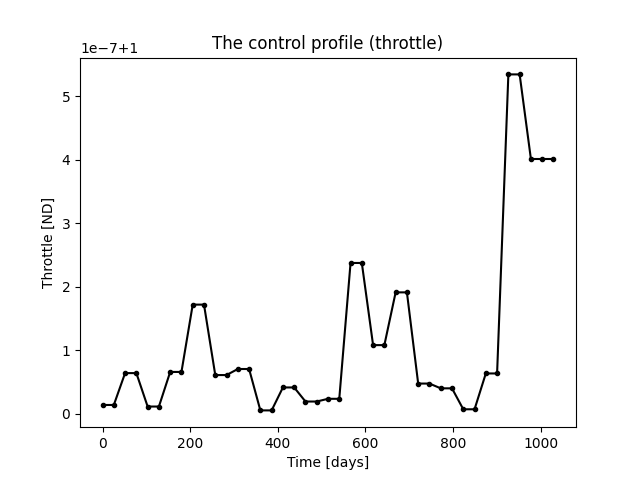 The control profile (throttle)
1e−7+1
5
4
3
2
1
0
Throttle [ND]
0 200 400 600 800 1000
Time [days]